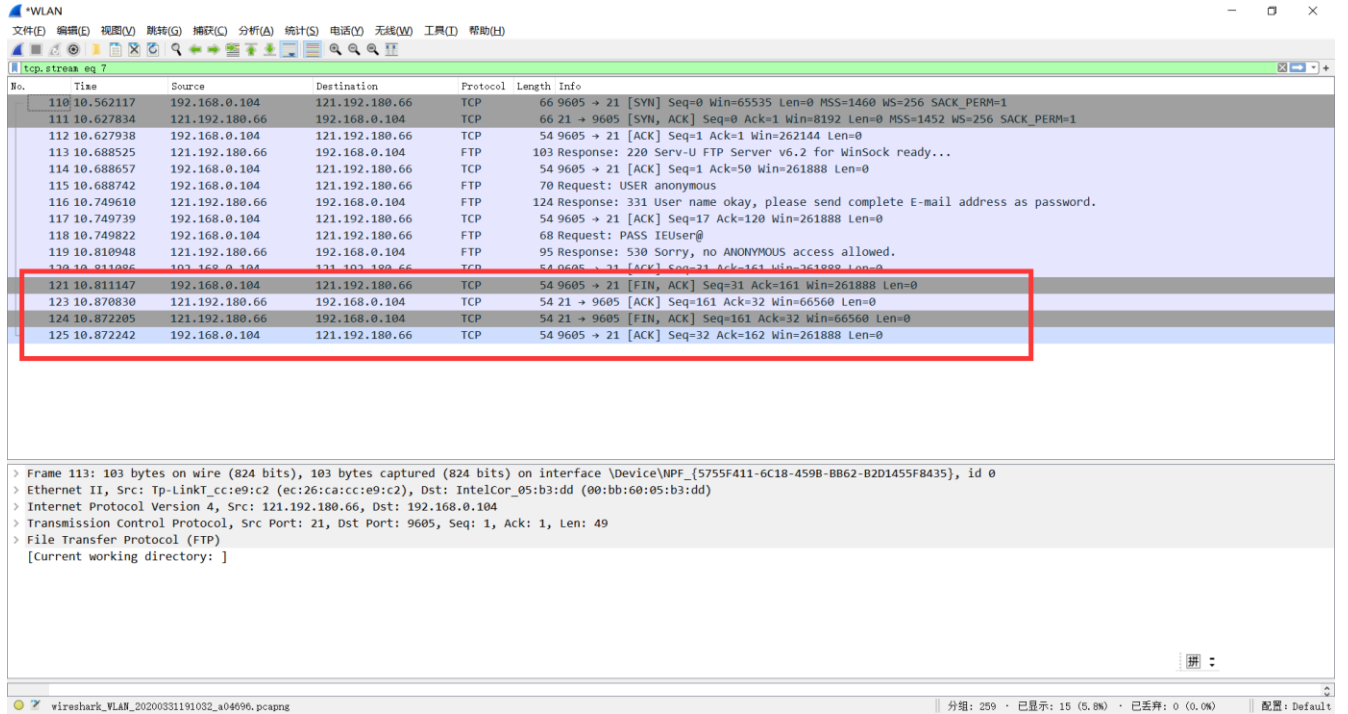 *WLAN
文件(F) 编辑(E) 视图(V) 跳转(G) 捕获(C) 分析(A) 统计(S) 电话(Y) 无线(W) 工具(T) 帮助(H)
tcp.stream eq 7
No. Time Source Destination Protocol Length Info
110 10.562117 192.168.0.104 121.192.180.66 TCP 66 9605 → 21 [SYN] Seq=0 Win=65535 Len=0 MSS=1460 WS=256 SACK_PERM=1
111 10.627834 121.192.180.66 192.168.0.104 TCP 66 21 → 9605 [SYN, ACK] Seq=0 Ack=1 Win=8192 Len=0 MSS=1452 WS=256 SACK_PERM=1
112 10.627938 192.168.0.104 121.192.180.66 TCP 54 9605 → 21 [ACK] Seq=1 Ack=1 Win=262144 Len=0
113 10.688525 121.192.180.66 192.168.0.104 FTP 103 Response: 220 Serv-U FTP Server v6.2 for WinSock ready...
114 10.688657 192.168.0.104 121.192.180.66 TCP 54 9605 → 21 [ACK] Seq=1 Ack=50 Win=261888 Len=0
115 10.688742 192.168.0.104 121.192.180.66 FTP 70 Request: USER anonymous
116 10.749610 121.192.180.66 192.168.0.104 FTP 124 Response: 331 User name okay, please send complete E-mail address as password.
117 10.749739 192.168.0.104 121.192.180.66 TCP 54 9605 → 21 [ACK] Seq=17 Ack=120 Win=261888 Len=0
118 10.749822 192.168.0.104 121.192.180.66 FTP 68 Request: PASS IEUser@
119 10.810948 121.192.180.66 192.168.0.104 FTP 95 Response: 530 Sorry, no ANONYMOUS access allowed.
120 10.811086 192.168.0.104 121.192.180.66 TCP 54 9605 → 21 [ACK] Seq=31 Ack=161 Win=261888 Len=0
121 10.811147 192.168.0.104 121.192.180.66 TCP 54 9605 → 21 [FIN, ACK] Seq=31 Ack=161 Win=261888 Len=0
123 10.870830 121.192.180.66 192.168.0.104 TCP 54 21 → 9605 [ACK] Seq=161 Ack=32 Win=66560 Len=0
124 10.872205 121.192.180.66 192.168.0.104 TCP 54 21 → 9605 [FIN, ACK] Seq=161 Ack=32 Win=66560 Len=0
125 10.872242 192.168.0.104 121.192.180.66 TCP 54 9605 → 21 [ACK] Seq=32 Ack=162 Win=261888 Len=0
> Frame 113: 103 bytes on wire (824 bits), 103 bytes captured (824 bits) on interface \Device\NPF_{5755F411-6C18-459B-BB62-B2D1455F8435}, id 0
> Ethernet II, Src: Tp-LinkT_cc:e9:c2 (ec:26:ca:cc:e9:c2), Dst: IntelCor_05:b3:dd (00:bb:60:05:b3:dd)
> Internet Protocol Version 4, Src: 121.192.180.66, Dst: 192.168.0.104
> Transmission Control Protocol, Src Port: 21, Dst Port: 9605, Seq: 1, Ack: 1, Len: 49
> File Transfer Protocol (FTP)
[Current working directory: ]
拼
wireshark_WLAN_20200331191032_a04696.pcapng 分组: 259 · 已显示: 15 (5.8%) · 已丢弃: 0 (0.0%) 配置: Default